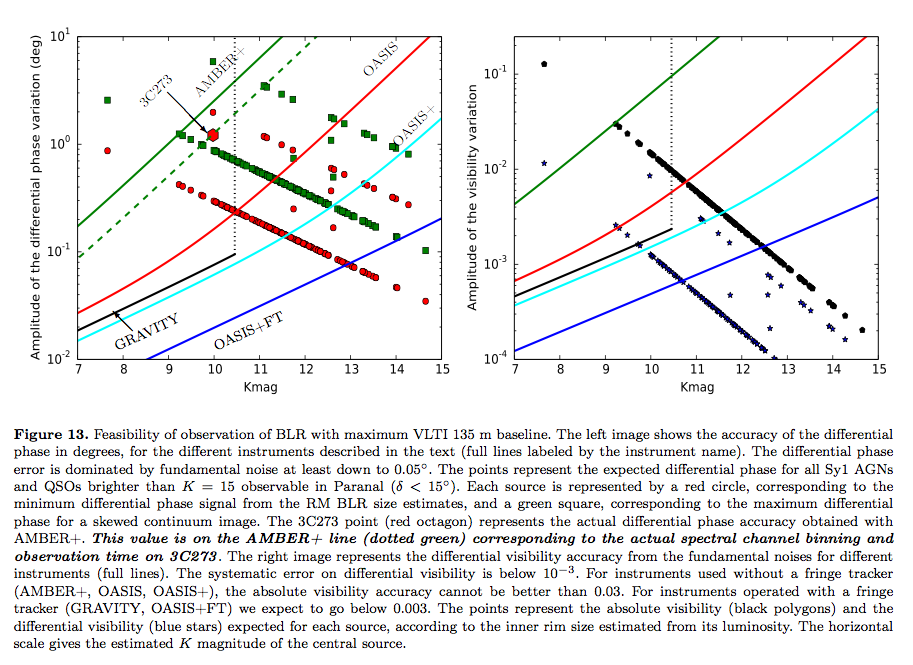 Amplitude of the differential phase variation (deg)
10^1
10^0
10^-1
10^-2
7 8 9 10 11 12 13 14 15
Kmag
3C273
AMBER+
OASIS
OASIS+
GRAVITY
OASIS+FT
Amplitude of the visibility variation
10^-1
10^-2
10^-3
10^-4
7 8 9 10 11 12 13 14 15
Kmag
Figure 13. Feasibility of observation of BLR with maximum VLTI 135 m baseline. The left image shows the accuracy of the differential
phase in degrees, for the different instruments described in the text (full lines labeled by the instrument name). The differential phase
error is dominated by fundamental noise at least down to 0.05°. The points represent the expected differential phase for all Sy1 AGNs
and QSOs brighter than K = 15 observable in Paranal (δ < 15°). Each source is represented by a red circle, corresponding to the
minimum differential phase signal from the RM BLR size estimates, and a green square, corresponding to the maximum differential
phase for a skewed continuum image. The 3C273 point (red octagon) represents the actual differential phase accuracy obtained with
AMBER+. This value is on the AMBER+ line (dotted green) corresponding to the actual spectral channel binning and
observation time on 3C273. The right image represents the differential visibility accuracy from the fundamental noises for different
instruments (full lines). The systematic error on differential visibility is below 10^-3. For instruments used without a fringe tracker
(AMBER+, OASIS, OASIS+), the absolute visibility accuracy cannot be better than 0.03. For instruments operated with a fringe
tracker (GRAVITY, OASIS+FT) we expect to go below 0.003. The points represent the absolute visibility (black polygons) and the
differential visibility (blue stars) expected for each source, according to the inner rim size estimated from its luminosity. The horizontal
scale gives the estimated K magnitude of the central source.